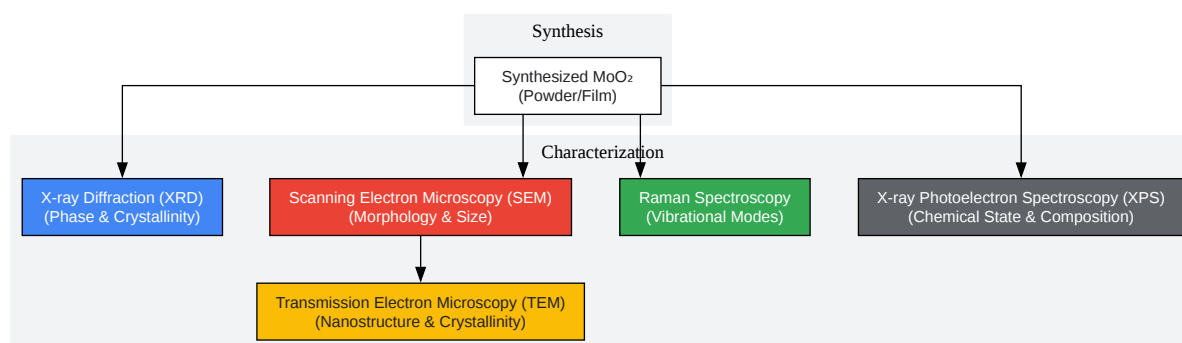 Synthesis
Synthesized MoO₂
(Powder/Film)
Characterization
X-ray Diffraction (XRD)
(Phase & Crystallinity)
Scanning Electron Microscopy (SEM)
(Morphology & Size)
Raman Spectroscopy
(Vibrational Modes)
X-ray Photoelectron Spectroscopy (XPS)
(Chemical State & Composition)
Transmission Electron Microscopy (TEM)
(Nanostructure & Crystallinity)